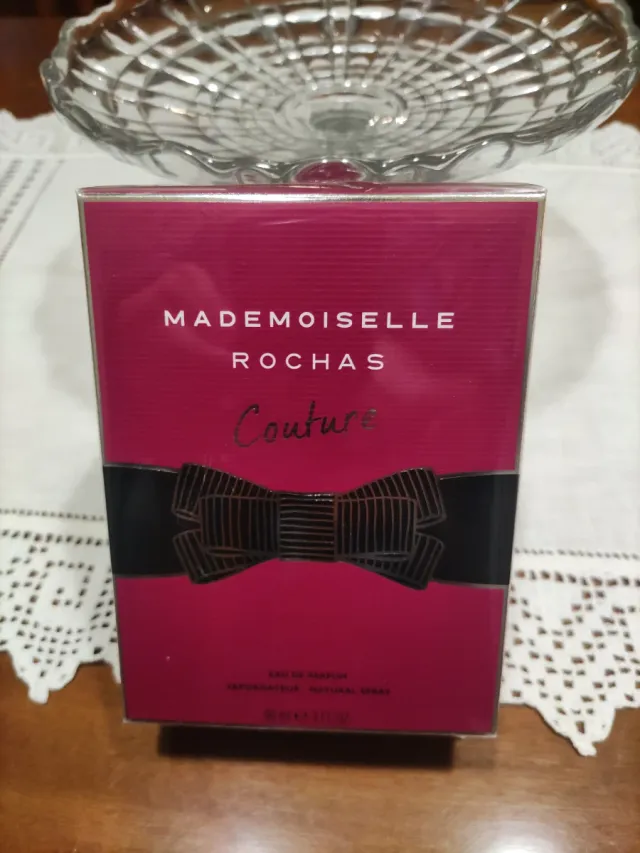 MADEMOISELLE
ROCHAS
Couture
EAU DE PARFUM
VAPORISATEUR NATURAL SPRAY